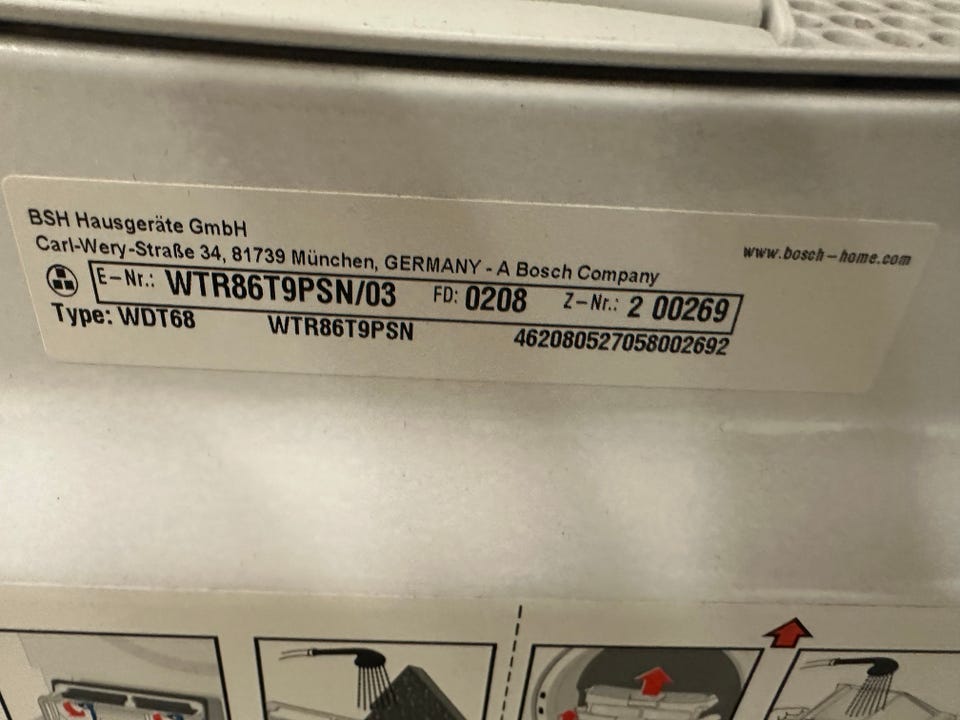 BSH Hausgeräte GmbH
Carl-Wery-Straße 34, 81739 München, GERMANY - A Bosch Company
www.bosch-home.com
E-Nr.: WTR86T9PSN/03 FD: 0208 Z-Nr.: 2 00269
Type: WDT68 WTR86T9PSN 462080527058002692